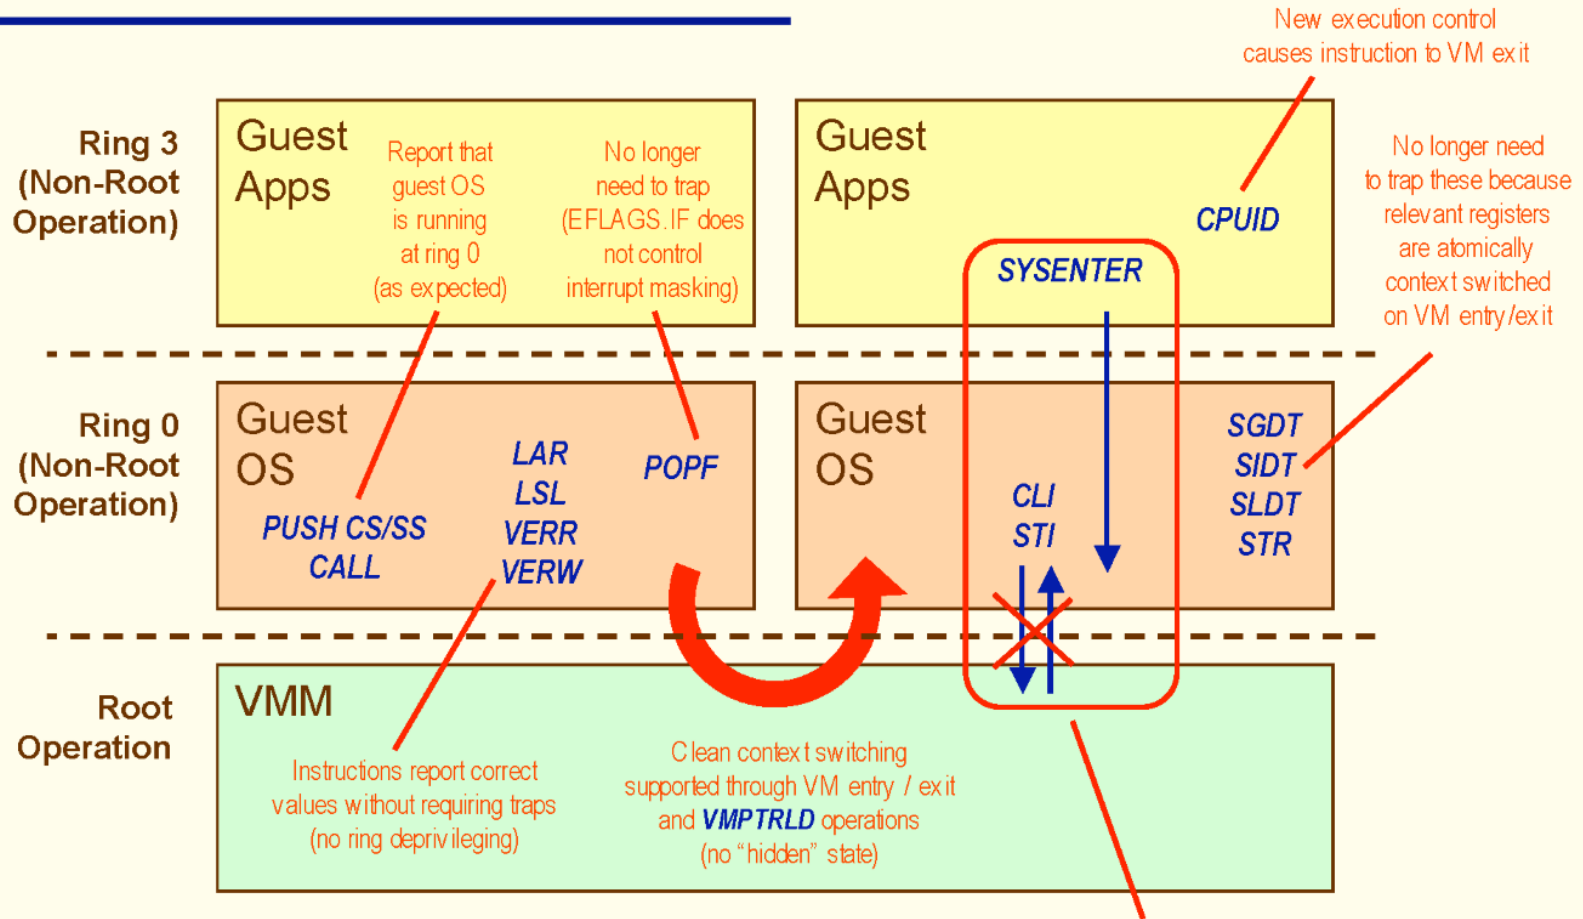 New execution control
causes instruction to VM exit
Ring 3
(Non-Root
Operation)
Guest
Apps
Report that
guest OS
is running
at ring 0
(as expected)
No longer
need to trap
(EFLAGS.IF does
not control
interrupt masking)
Guest
Apps
CPUID
SYSENTER
No longer need
to trap these because
relevant registers
are atomically
context switched
on VM entry/exit
Ring 0
(Non-Root
Operation)
Guest
OS
PUSH CS/SS
CALL
LAR
LSL
VERR
VERW
POPF
Guest
OS
CLI
STI
SGDT
SIDT
SLDT
STR
Root
Operation
VMM
Instructions report correct
values without requiring traps
(no ring deprivileging)
Clean context switching
supported through VM entry / exit
and VMPTRLD operations
(no “hidden” state)